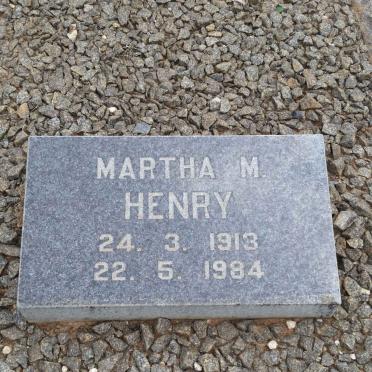 MARTHA M.
HENRY
24. 3. 1913
22. 5. 1984